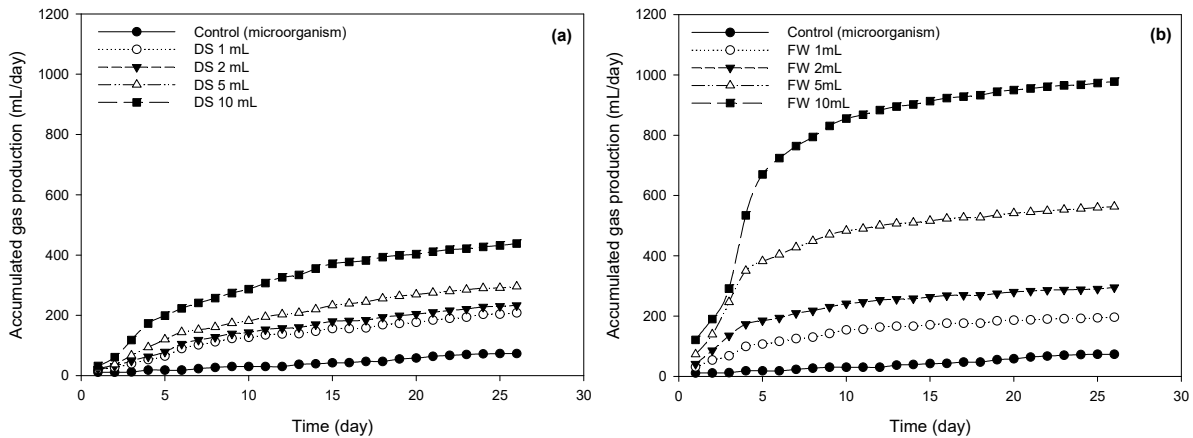 (a)
Control (microorganism)
DS 1 mL
DS 2 mL
DS 5 mL
DS 10 mL
Accumulated gas production (mL/day)
1200
1000
800
600
400
200
0
0 5 10 15 20 25 30
Time (day)
(b)
Control (microorganism)
FW 1mL
FW 2mL
FW 5mL
FW 10mL
Accumulated gas production (mL/day)
1200
1000
800
600
400
200
0
0 5 10 15 20 25 30
Time (day)